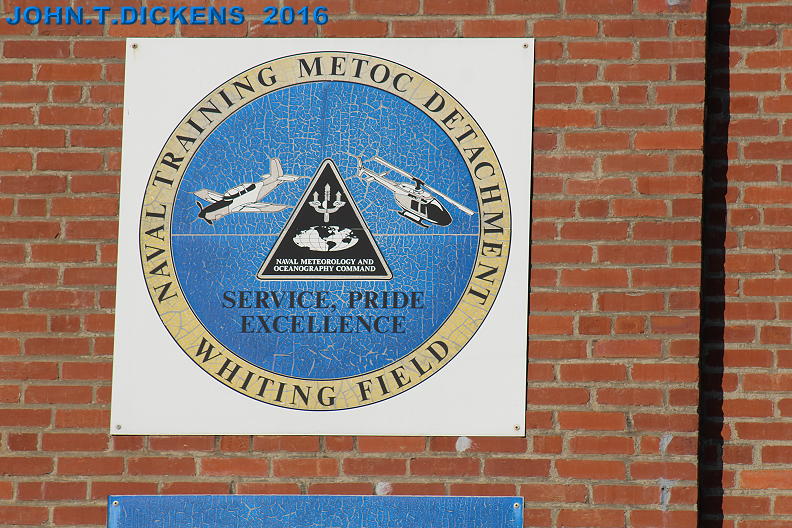 JOHN.T.DICKENS 2016
NAVAL TRAINING METOC DETACHMENT
NAVAL METEOROLOGY AND
OCEANOGRAPHY COMMAND
SERVICE, PRIDE
EXCELLENCE
WHITING FIELD